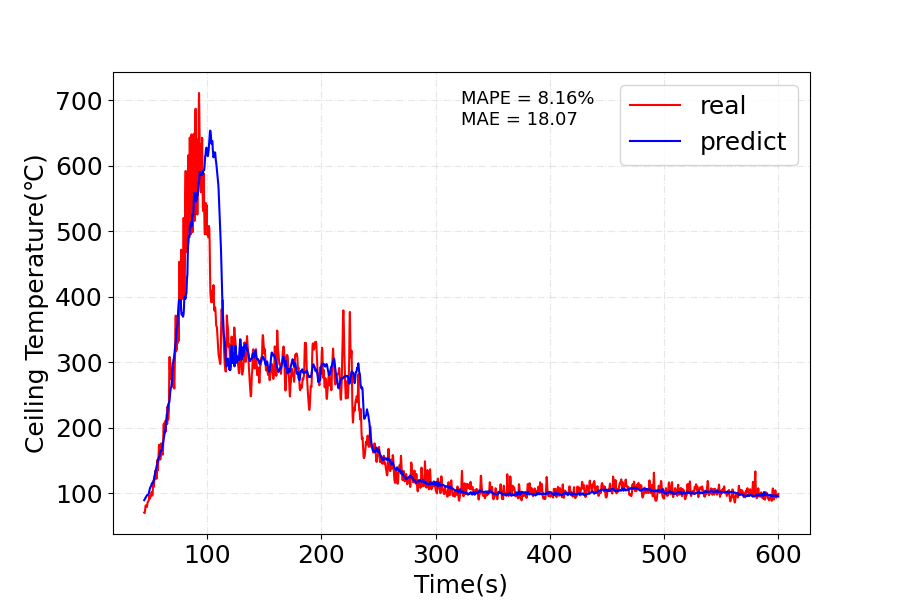 MAPE = 8.16%
MAE = 18.07
real
predict
Ceiling Temperature(℃)
700
600
500
400
300
200
100
100 200 300 400 500 600
Time(s)